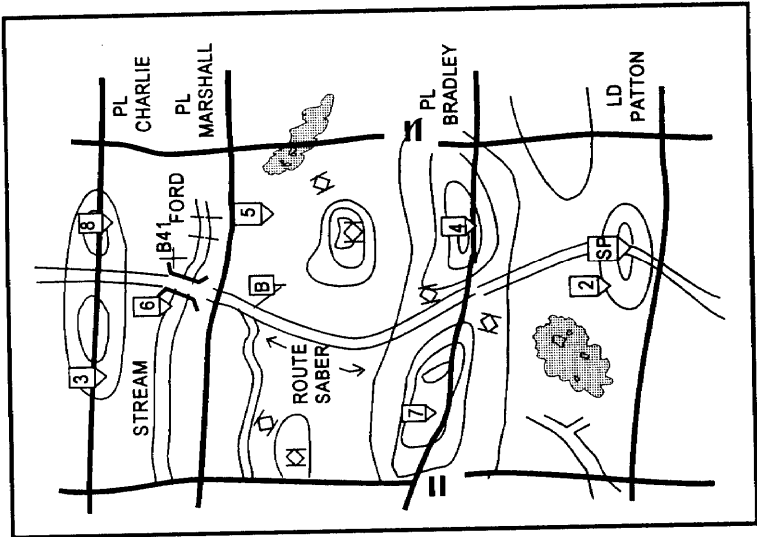 PL
CHARLIE
PL
MARSHALL
PL
BRADLEY
LD
PATTON
8
B41
FORD
5
6
B
3
STREAM
ROUTE
SABER
4
7
SP
2
II
II